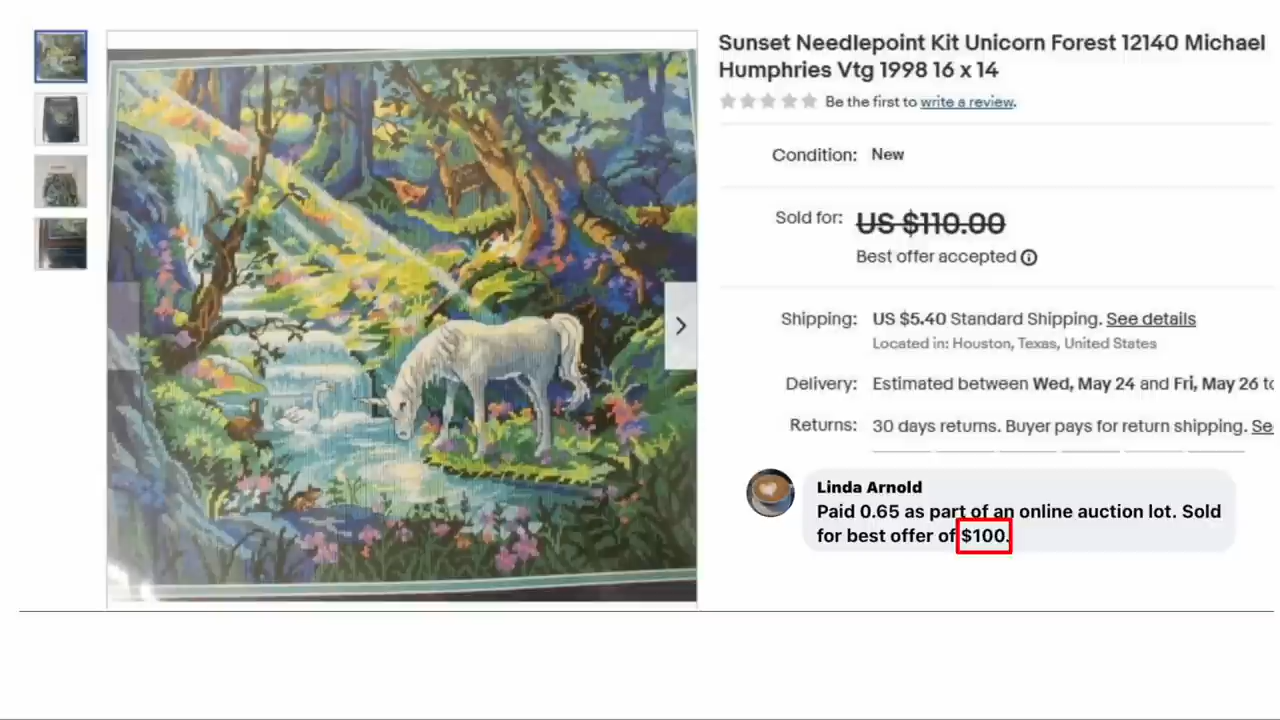 Sunset Needlepoint Kit Unicorn Forest 12140 Michael
Humphries Vtg 1998 16 x 14
Be the first to write a review.
Condition: New
Sold for: US $110.00
Best offer accepted
Shipping: US $5.40 Standard Shipping. See details
Located in: Houston, Texas, United States
Delivery: Estimated between Wed, May 24 and Fri, May 26 to
Returns: 30 days returns. Buyer pays for return shipping. Se
Linda Arnold
Paid 0.65 as part of an online auction lot. Sold
for best offer of $100.